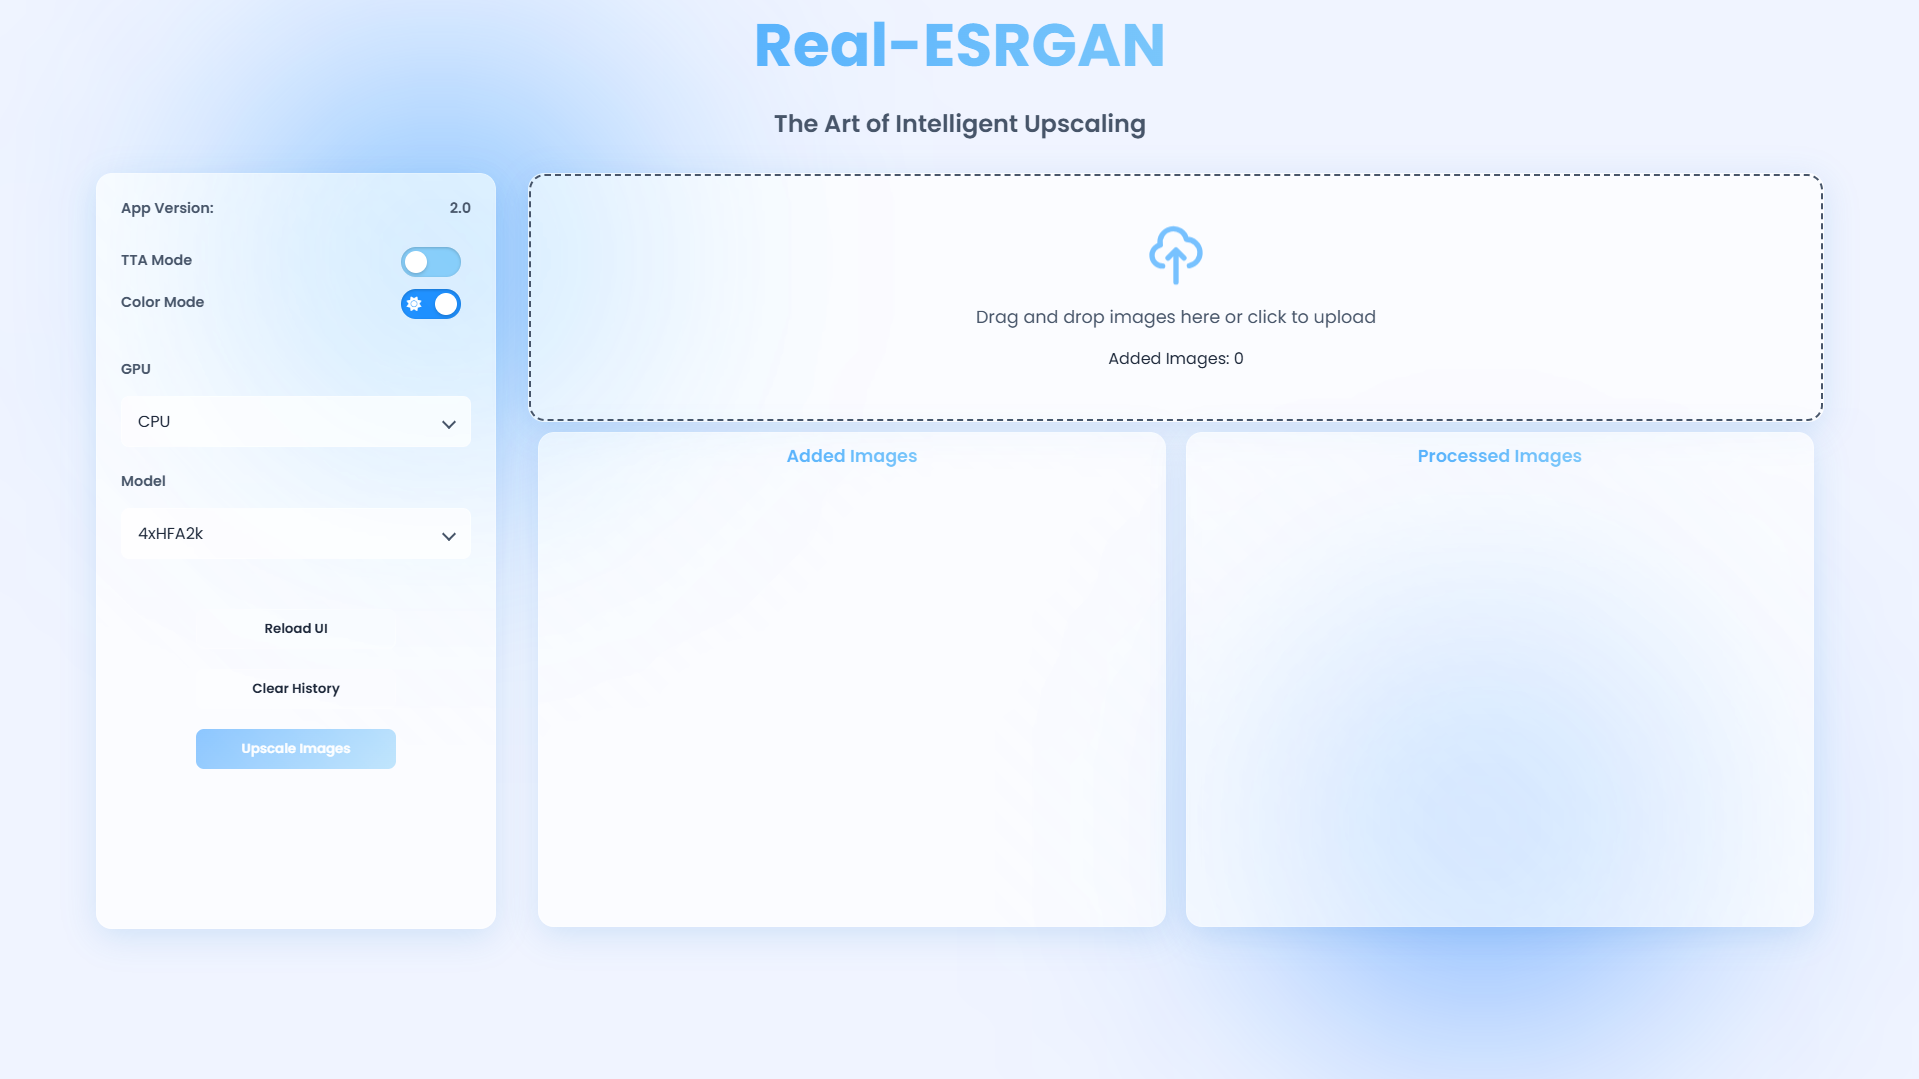 Real-ESRGAN
The Art of Intelligent Upscaling
App Version: 2.0
TTA Mode
Color Mode
GPU
CPU
Model
4xHFA2k
Reload UI
Clear History
Upscale Images
Drag and drop images here or click to upload
Added Images: 0
Added Images
Processed Images